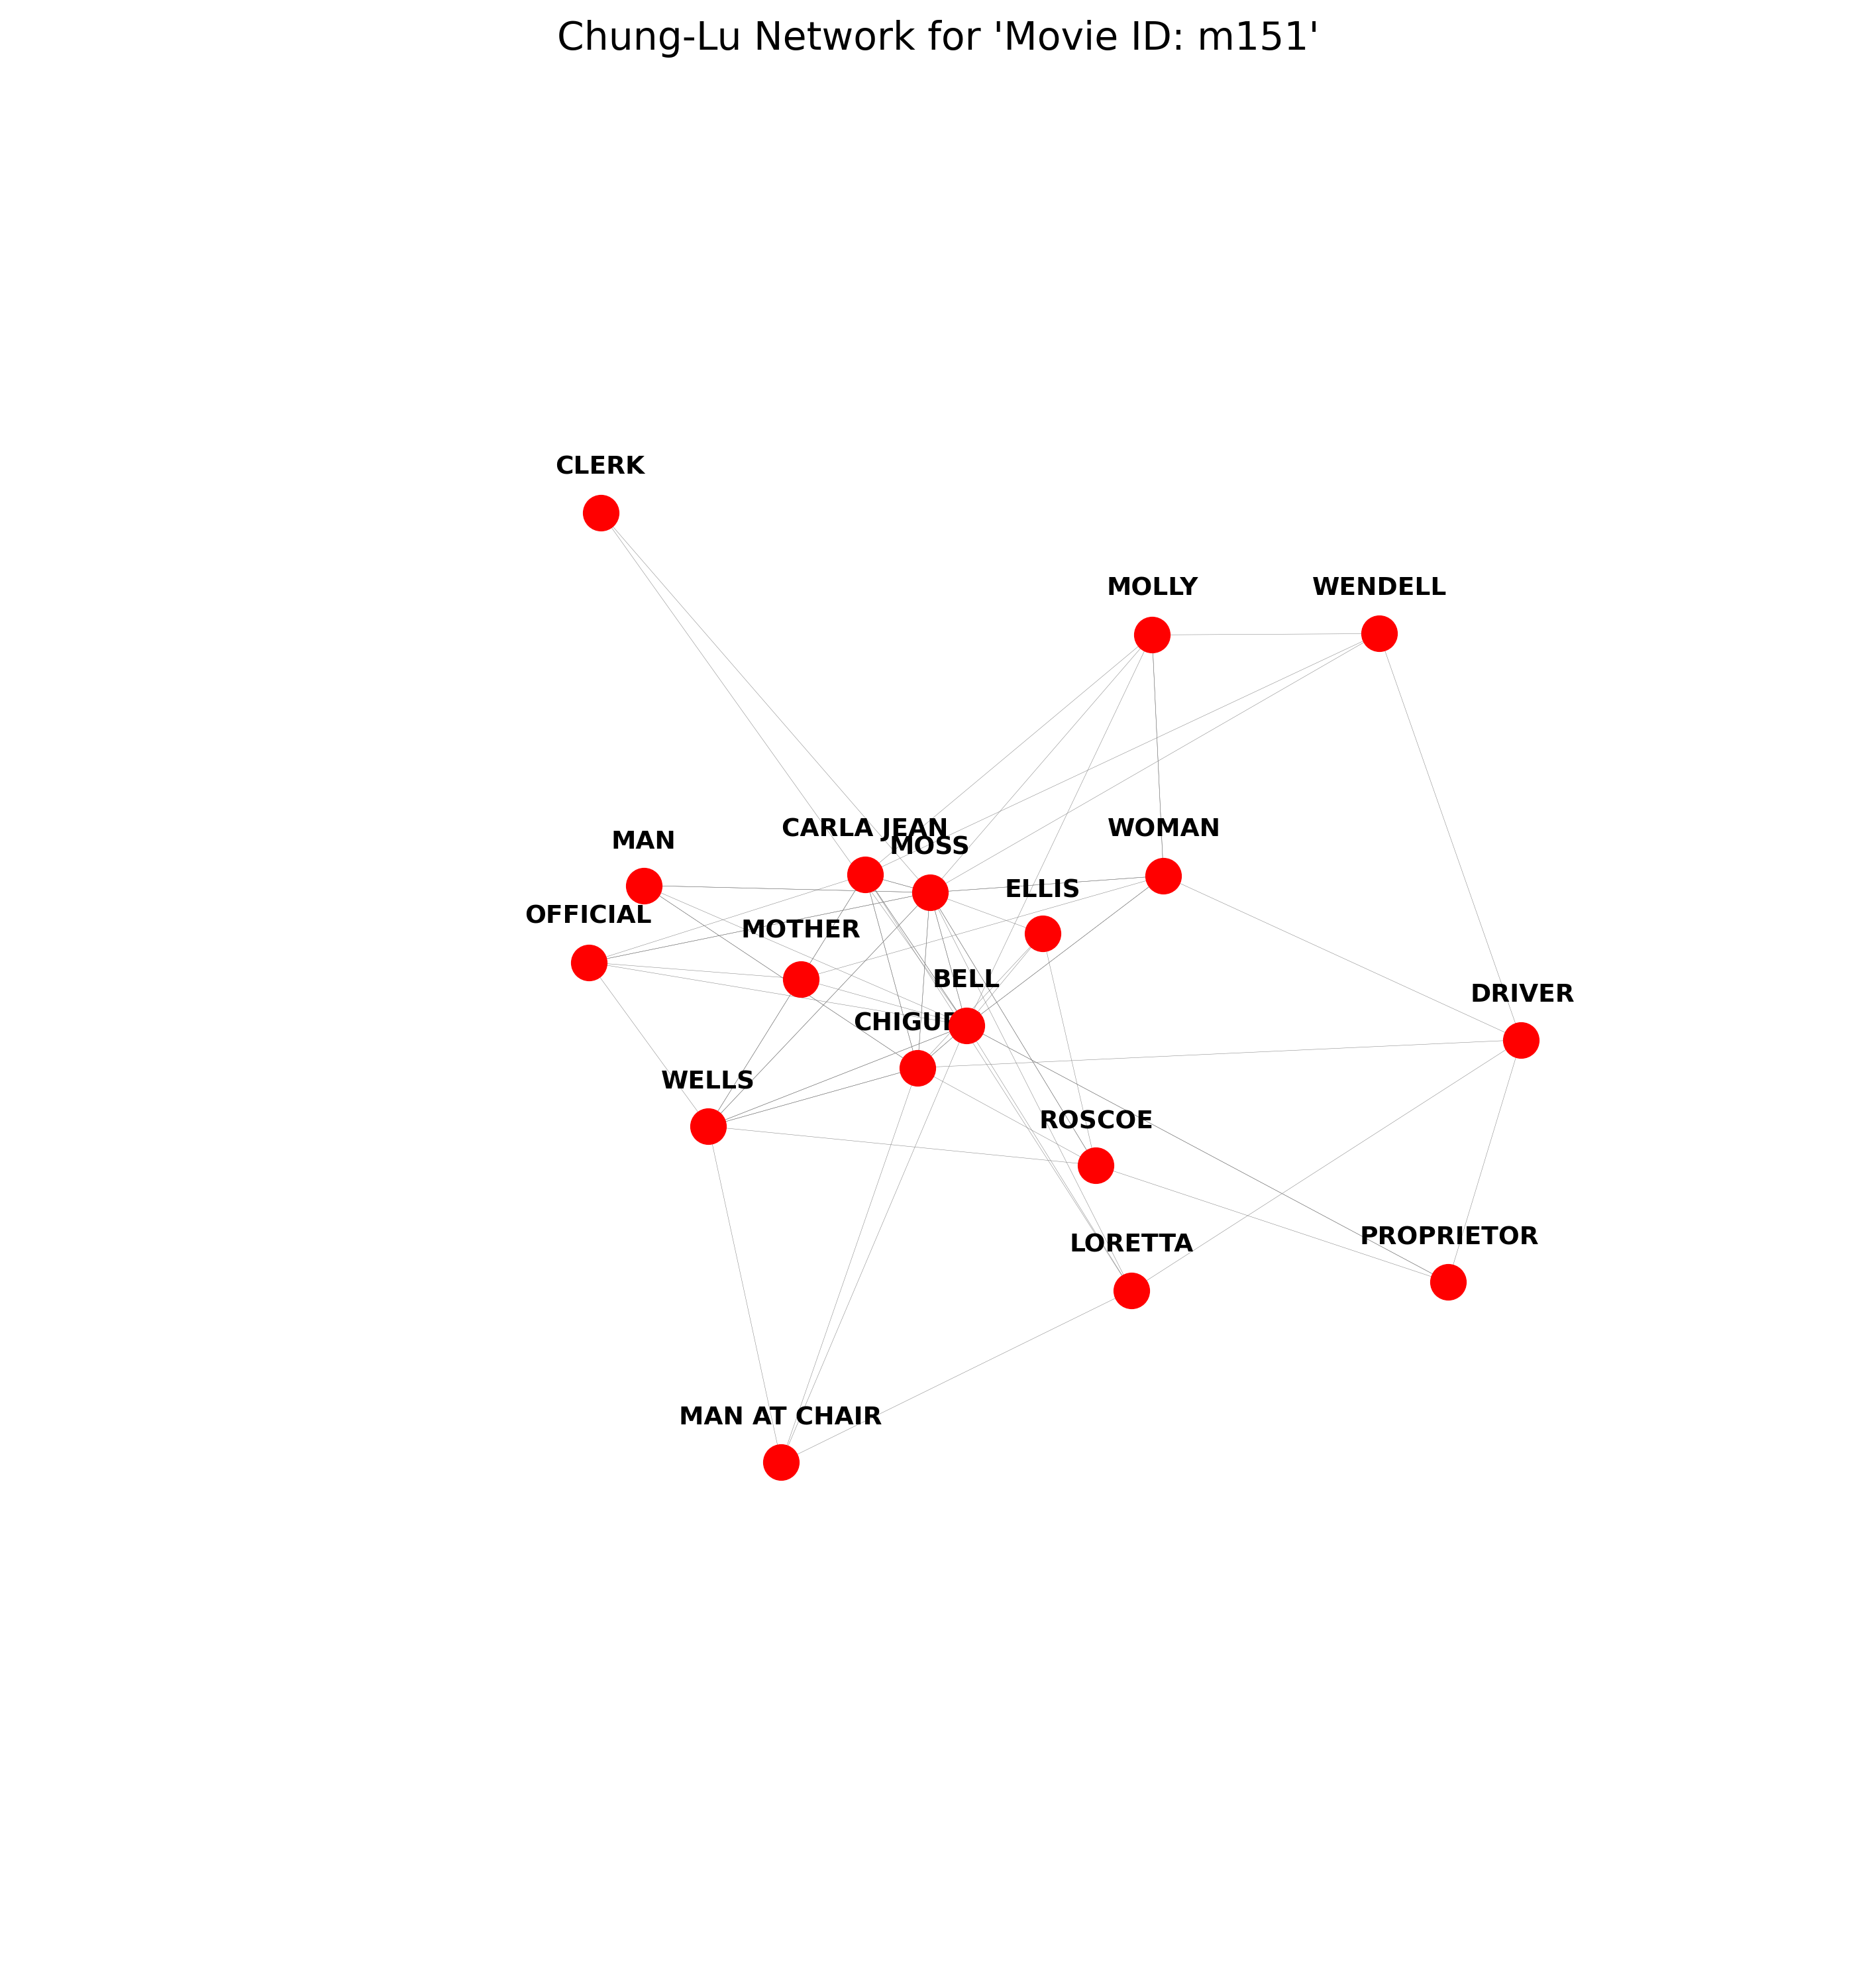 Chung-Lu Network for 'Movie ID: m151'
CLERK
MOLLY
WENDELL
CARLA JEAN
WOMAN
MAN
MOSS
ELLIS
OFFICIAL
MOTHER
BELL
DRIVER
CHIGUR
WELLS
ROSCOE
PROPRIETOR
LORETTA
MAN AT CHAIR